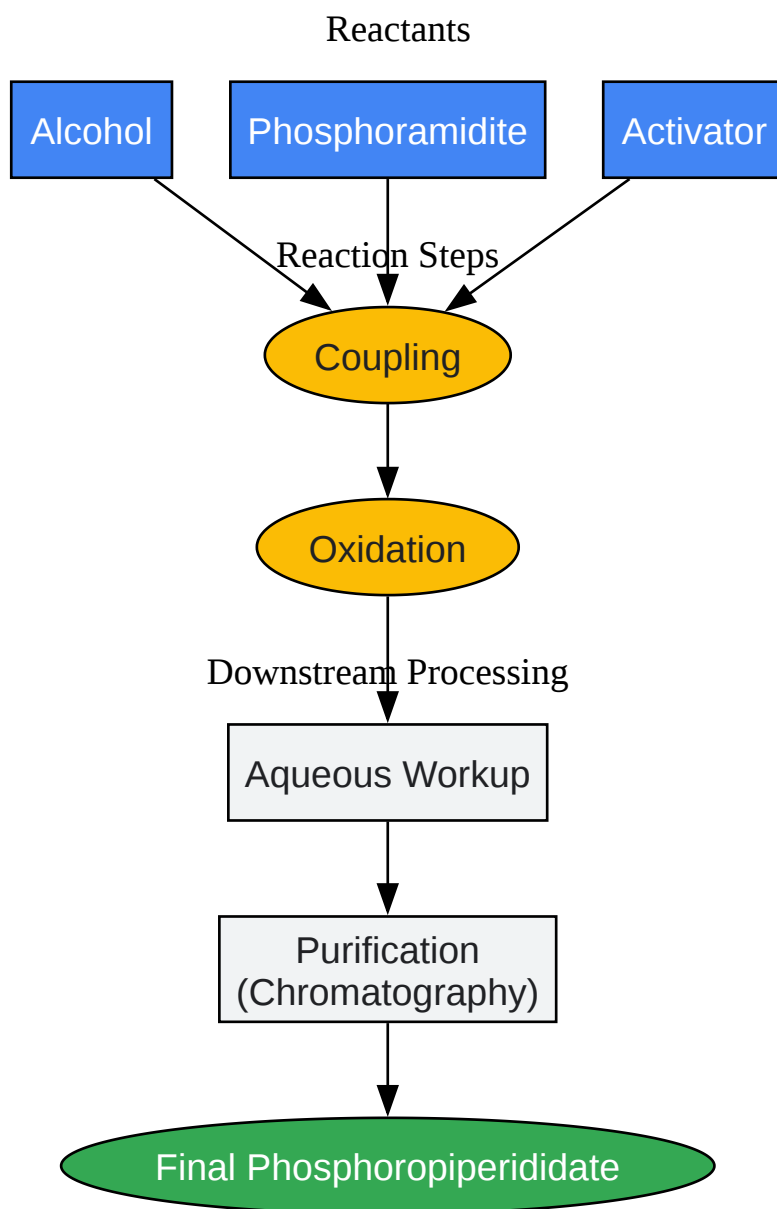 Reactants
Alcohol
Phosphoramidite
Activator
Reaction Steps
Coupling
Oxidation
Downstream Processing
Aqueous Workup
Purification
(Chromatography)
Final Phosphoropiperididate